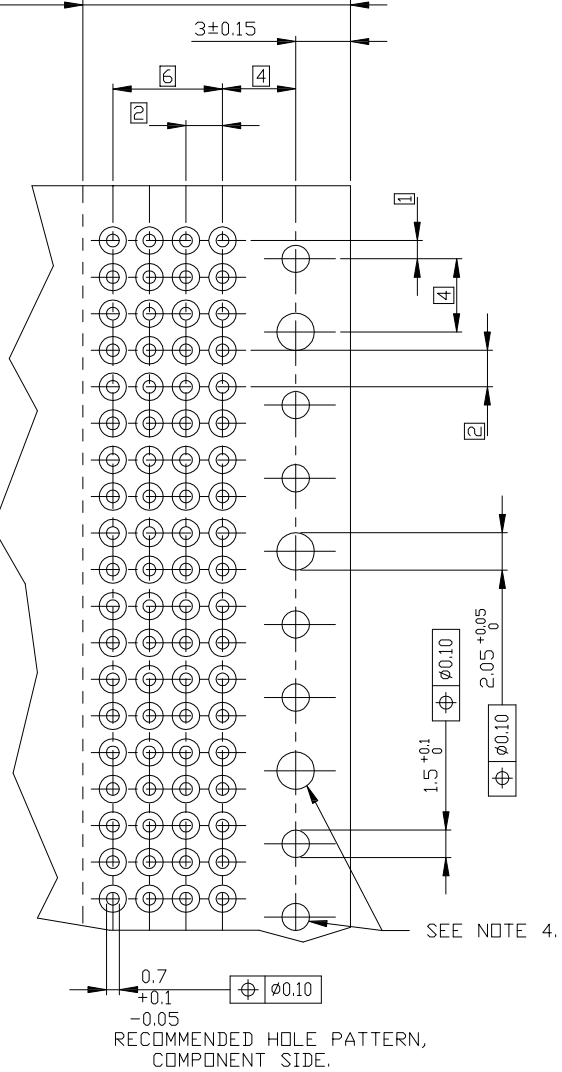 3±0.15
6
4
2
1
4
2
2.05 +0.05 0
⌖ ø0.10
1.5 +0.1 0
⌖ ø0.10
SEE NOTE 4.
0.7
+0.1
-0.05
⌖ ø0.10
RECOMMENDED HOLE PATTERN,
COMPONENT SIDE.